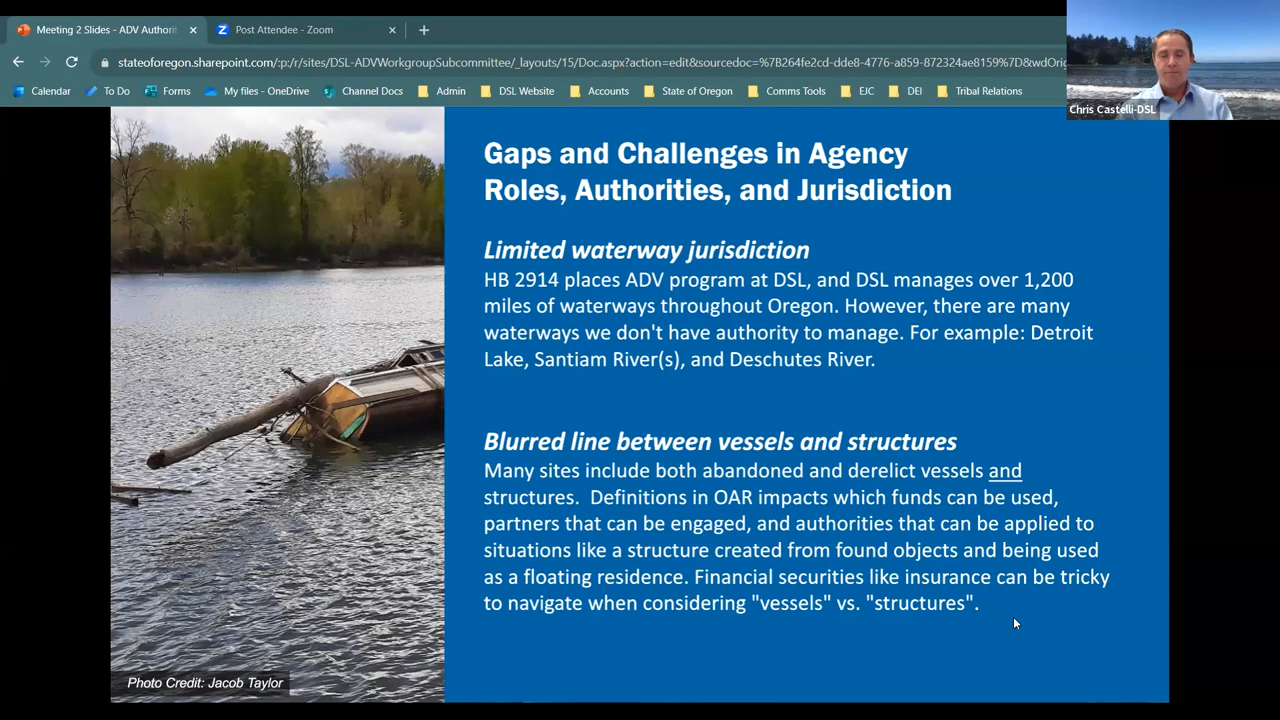 Meeting 2 Slides - ADV Authori
Post Attendee - Zoom
stateoforegon.sharepoint.com/:p:/r/sites/DSL-ADVWorkgroupSubcommittee/_layouts/15/Doc.aspx?action=edit&sourcedoc=%7B264fe2cd-dde8-4776-a859-872324ae8159%7D&wdOri
Calendar To Do Forms My files - OneDrive Channel Docs Admin DSL Website Accounts State of Oregon Comms Tools EJC DEI Tribal Relations
Chris Castelli-DSL
Gaps and Challenges in Agency
Roles, Authorities, and Jurisdiction
Limited waterway jurisdiction
HB 2914 places ADV program at DSL, and DSL manages over 1,200
miles of waterways throughout Oregon. However, there are many
waterways we don't have authority to manage. For example: Detroit
Lake, Santiam River(s), and Deschutes River.
Blurred line between vessels and structures
Many sites include both abandoned and derelict vessels and
structures. Definitions in OAR impacts which funds can be used,
partners that can be engaged, and authorities that can be applied to
situations like a structure created from found objects and being used
as a floating residence. Financial securities like insurance can be tricky
to navigate when considering "vessels" vs. "structures".
Photo Credit: Jacob Taylor